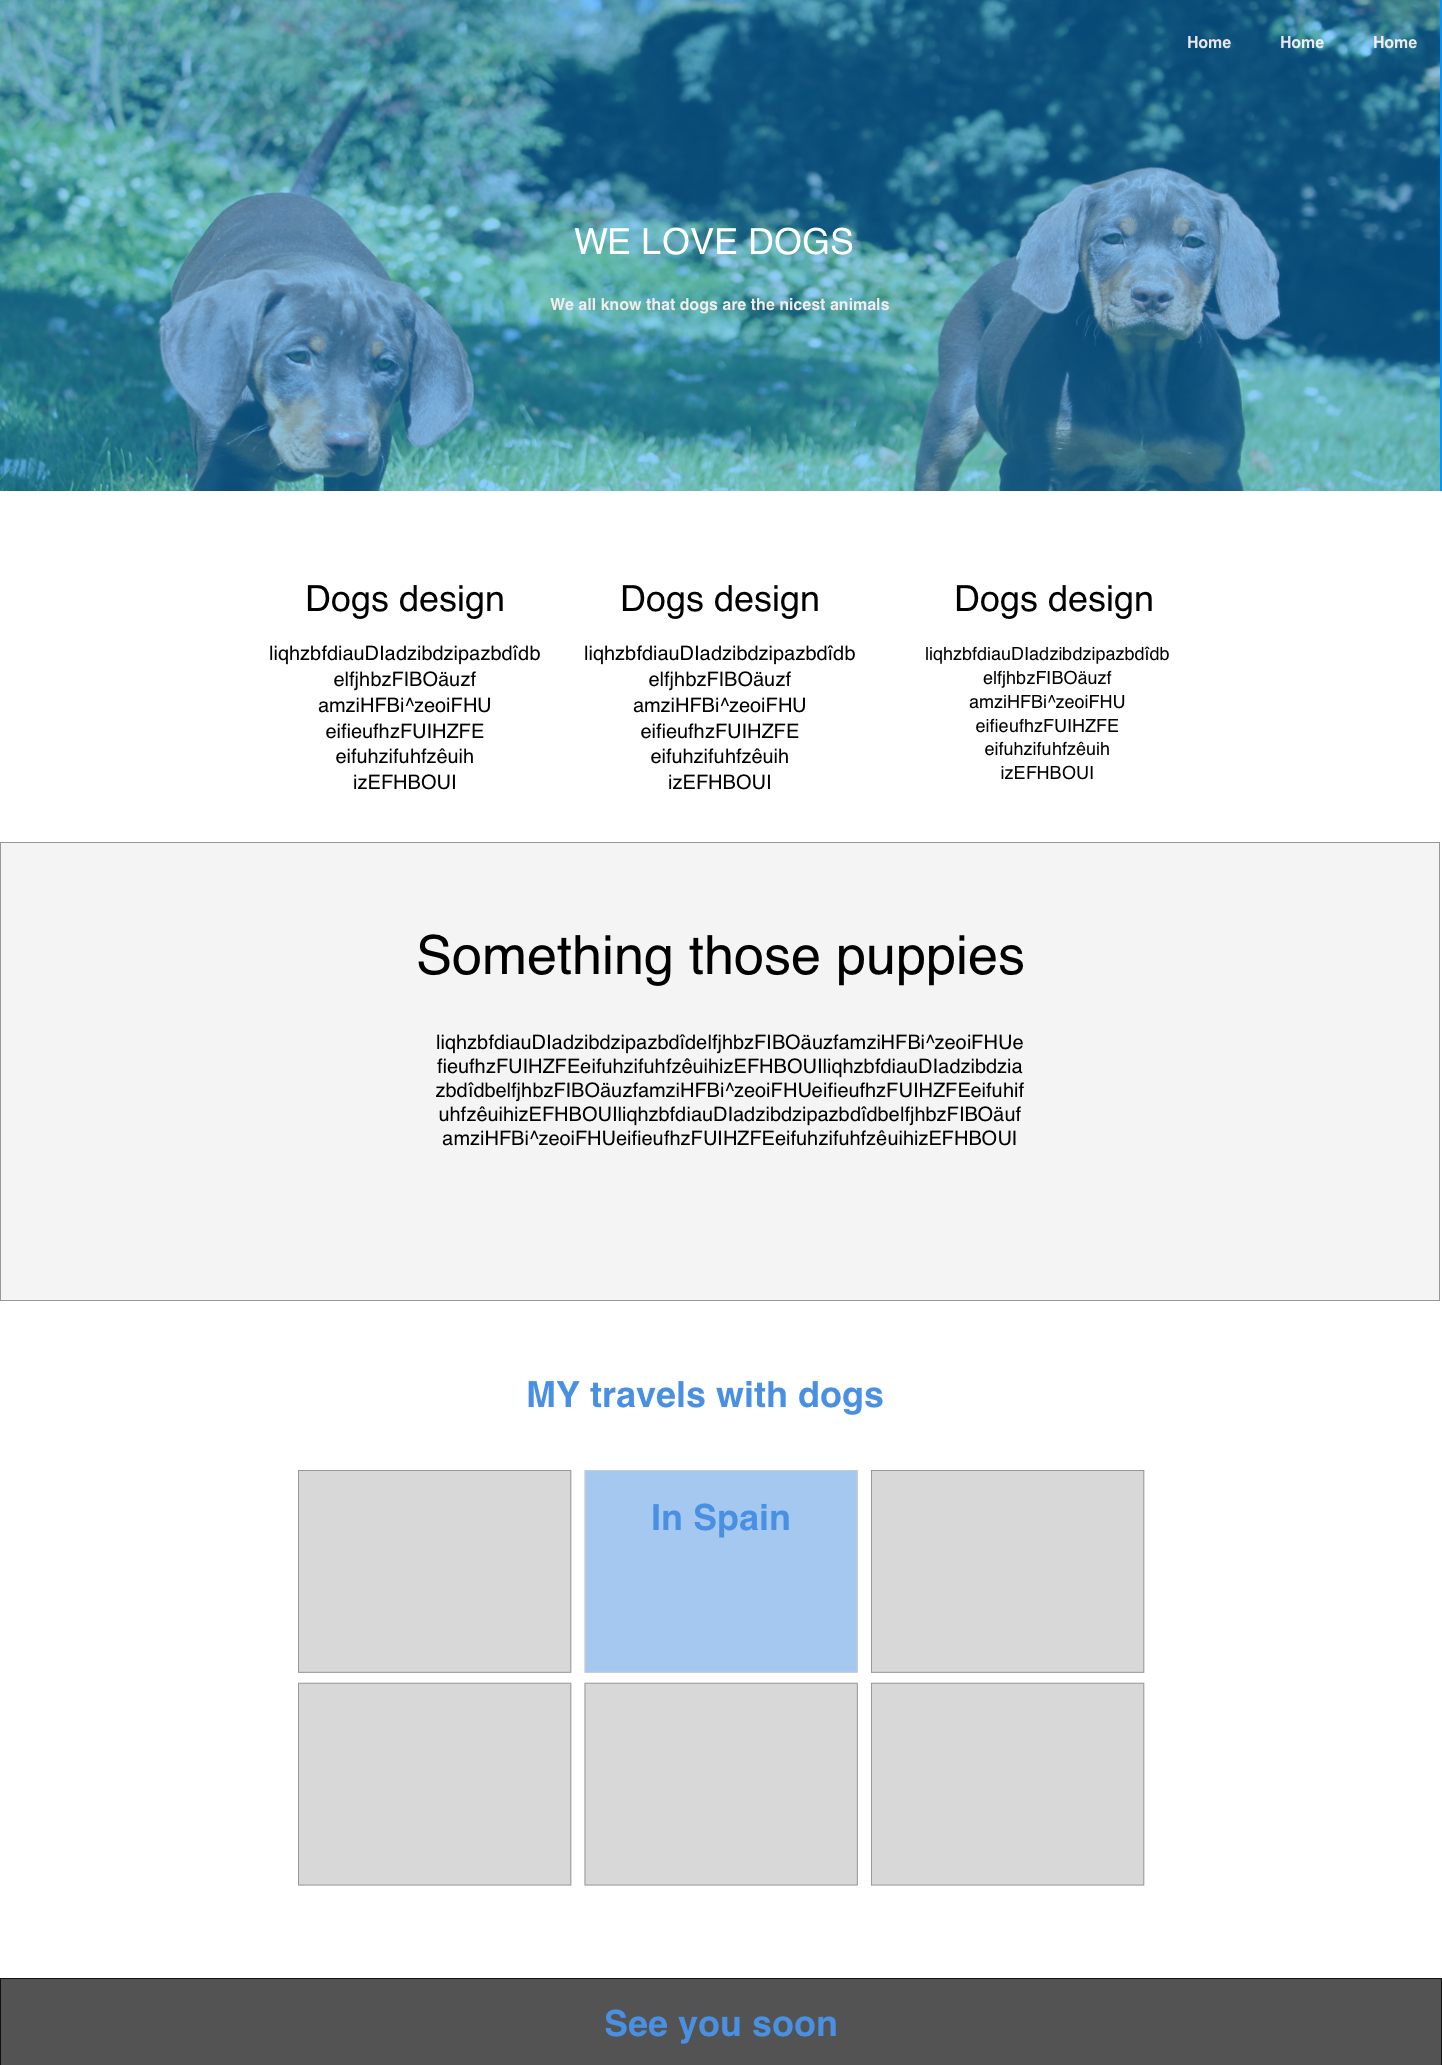 Home Home Home
WE LOVE DOGS
We all know that dogs are the nicest animals
Dogs design
liqhzbfdiauDIadzibdzipazbdîdb
elfjhbzFIBOäuzf
amziHFBi^zeoiFHU
eifieufhzFUIHZFE
eifuhzifuhfzêuih
izEFHBOUI
Dogs design
liqhzbfdiauDIadzibdzipazbdîdb
elfjhbzFIBOäuzf
amziHFBi^zeoiFHU
eifieufhzFUIHZFE
eifuhzifuhfzêuih
izEFHBOUI
Dogs design
liqhzbfdiauDIadzibdzipazbdîdb
elfjhbzFIBOäuzf
amziHFBi^zeoiFHU
eifieufhzFUIHZFE
eifuhzifuhfzêuih
izEFHBOUI
Something those puppies
liqhzbfdiauDIadzibdzipazbdîdelfjhbzFIBOäuzfamziHFBi^zeoiFHUe
fieufhzFUIHZFEeifuhzifuhfzêuihizEFHBOUIliqhzbfdiauDIadzibdzia
zbdîdbelfjhbzFIBOäuzfamziHFBi^zeoiFHUeifieufhzFUIHZFEeifuhif
uhfzêuihizEFHBOUIliqhzbfdiauDIadzibdzipazbdîdbelfjhbzFIBOäuf
amziHFBi^zeoiFHUeifieufhzFUIHZFEeifuhzifuhfzêuihizEFHBOUI
MY travels with dogs
In Spain
See you soon